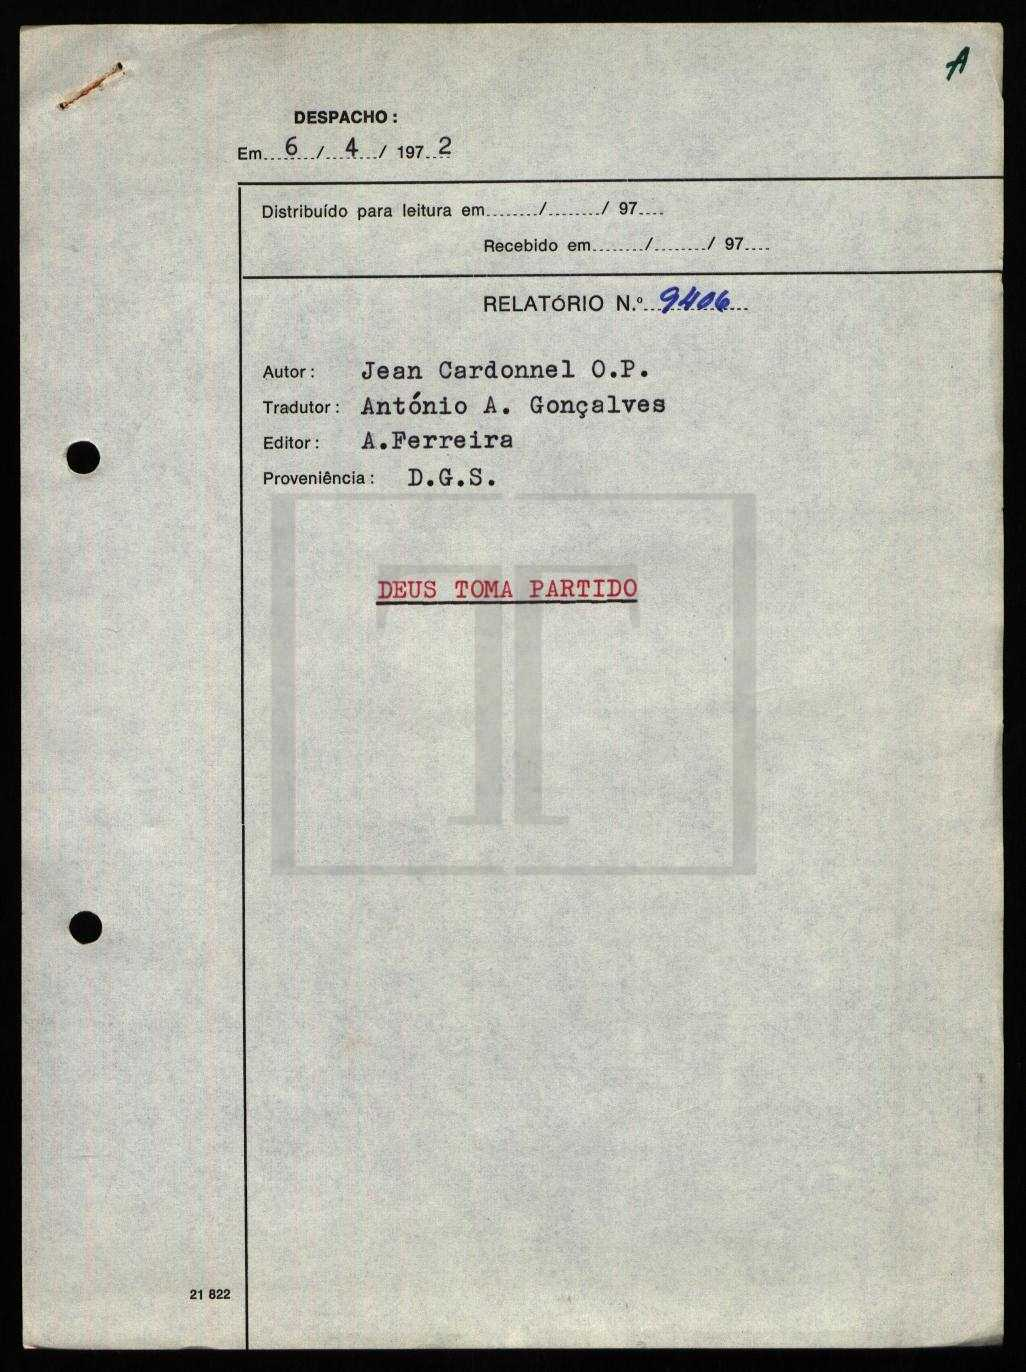 A
DESPACHO:
Em 6 / 4 / 1972
Distribuído para leitura em......../......../ 97....
Recebido em......../......../ 97....
RELATÓRIO N.º 9406
Autor: Jean Cardonnel O.P.
Tradutor: António A. Gonçalves
Editor: A.Ferreira
Proveniência: D.G.S.
DEUS TOMA PARTIDO
21 822